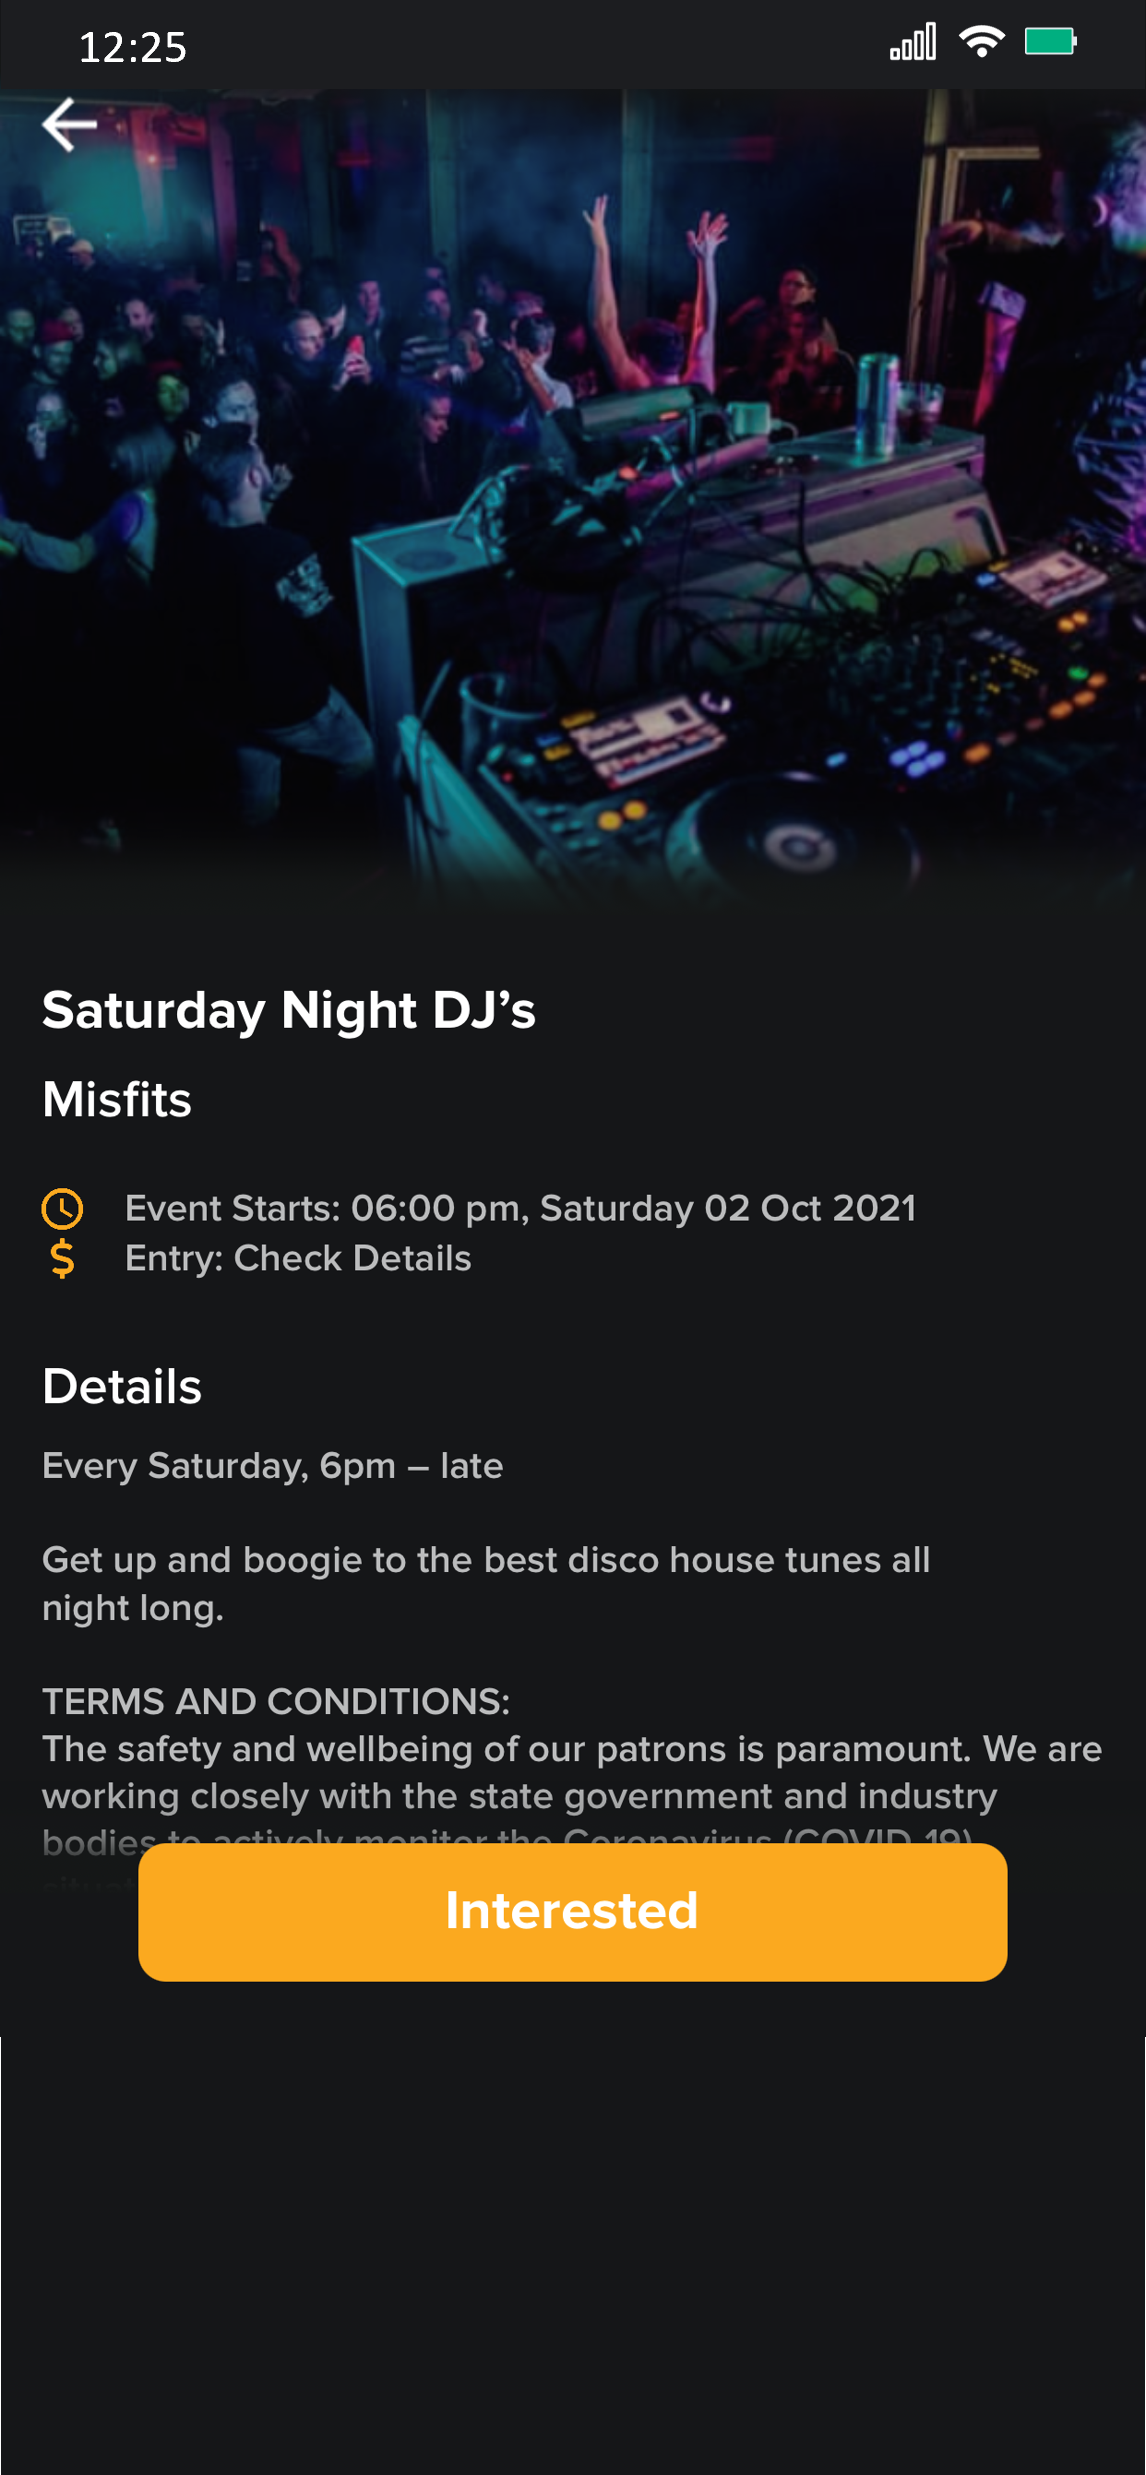 12:25
Saturday Night DJ’s
Misfits
Event Starts: 06:00 pm, Saturday 02 Oct 2021
$ Entry: Check Details
Details
Every Saturday, 6pm – late
Get up and boogie to the best disco house tunes all
night long.
TERMS AND CONDITIONS:
The safety and wellbeing of our patrons is paramount. We are
working closely with the state government and industry
bodies to actively monitor the Coronavirus (COVID-19)
Interested